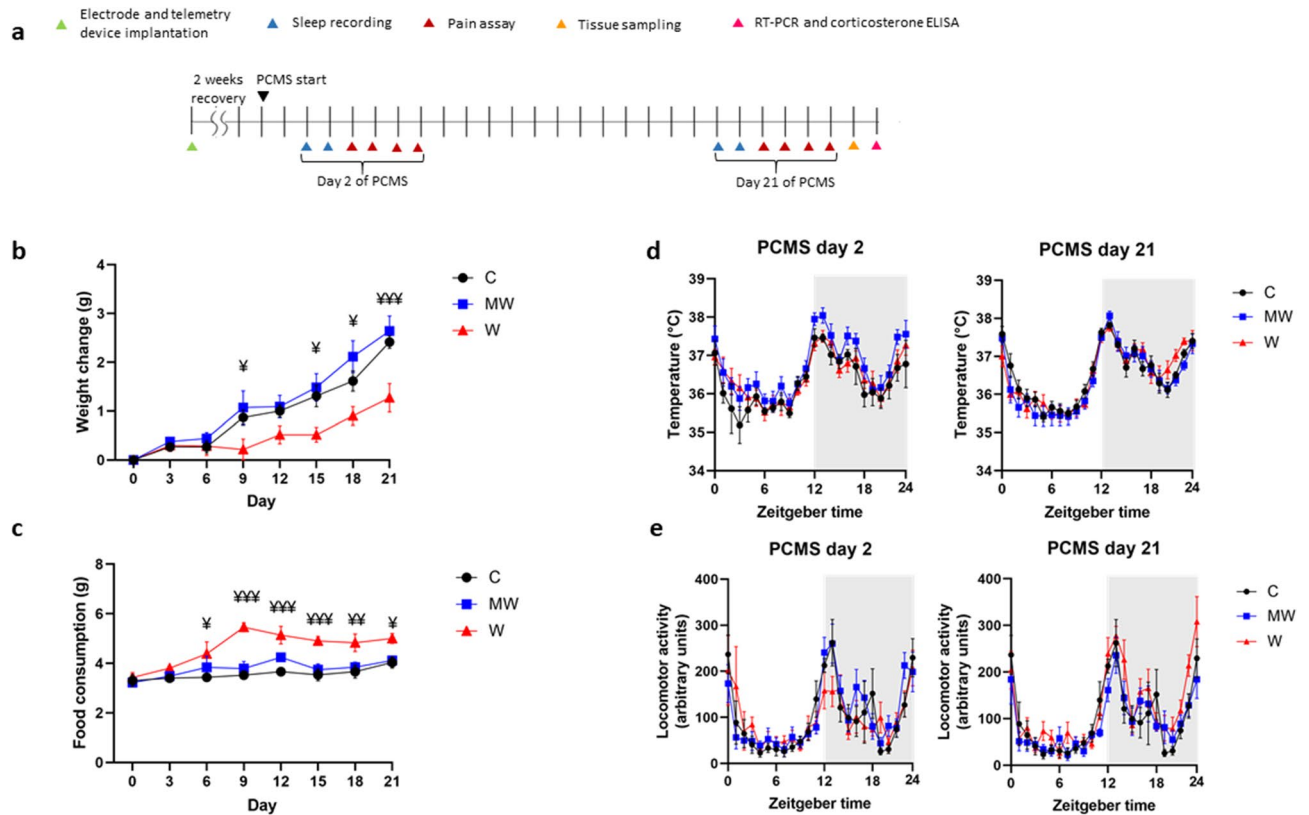 a
Electrode and telemetry
device implantation
Sleep recording
Pain assay
Tissue sampling
RT-PCR and corticosterone ELISA
2 weeks
recovery
PCMS start
Day 2 of PCMS
Day 21 of PCMS
b
Weight change (g)
4
3
2
1
0
¥
¥
¥
¥¥¥
0 3 6 9 12 15 18 21
Day
C
MW
W
c
Food consumption (g)
8
6
4
2
0
¥
¥¥¥
¥¥¥
¥¥¥
¥¥
¥
0 3 6 9 12 15 18 21
Day
C
MW
W
d
PCMS day 2
Temperature (°C)
39
38
37
36
35
34
0 6 12 18 24
Zeitgeber time
PCMS day 21
Temperature (°C)
39
38
37
36
35
34
0 6 12 18 24
Zeitgeber time
C
MW
W
e
PCMS day 2
Locomotor activity
(arbitrary units)
400
300
200
100
0
0 6 12 18 24
Zeitgeber time
PCMS day 21
Locomotor activity
(arbitrary units)
400
300
200
100
0
0 6 12 18 24
Zeitgeber time
C
MW
W